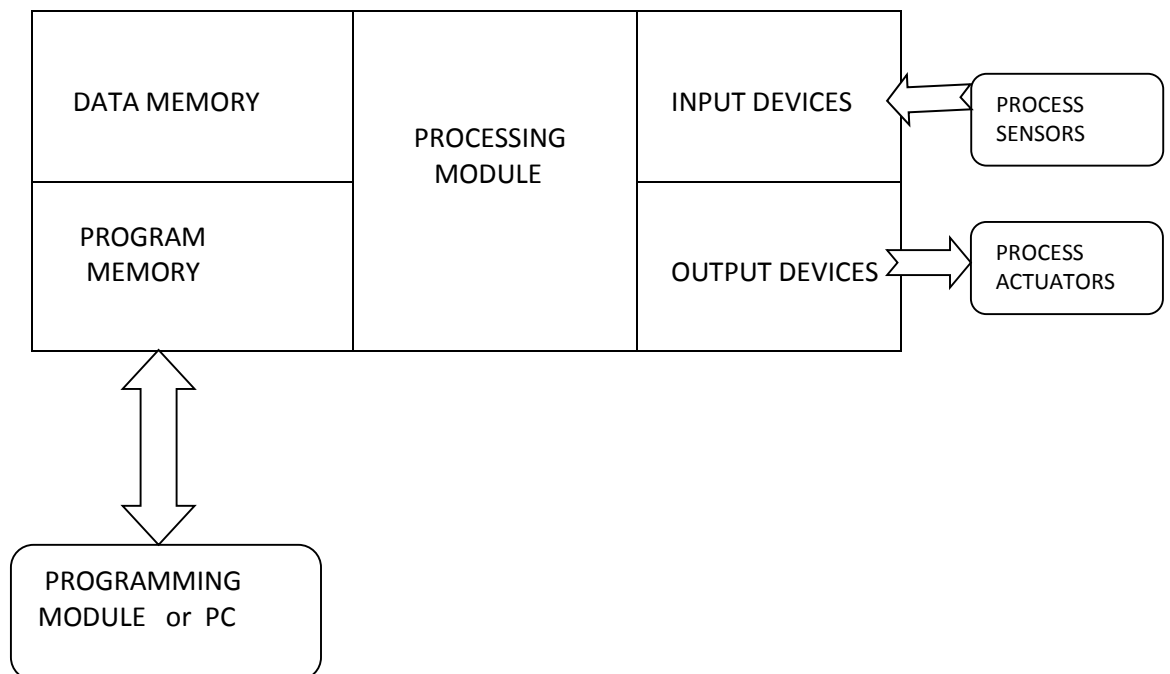 DATA MEMORY
PROGRAM
MEMORY
PROCESSING
MODULE
INPUT DEVICES
OUTPUT DEVICES
PROCESS
SENSORS
PROCESS
ACTUATORS
PROGRAMMING
MODULE or PC